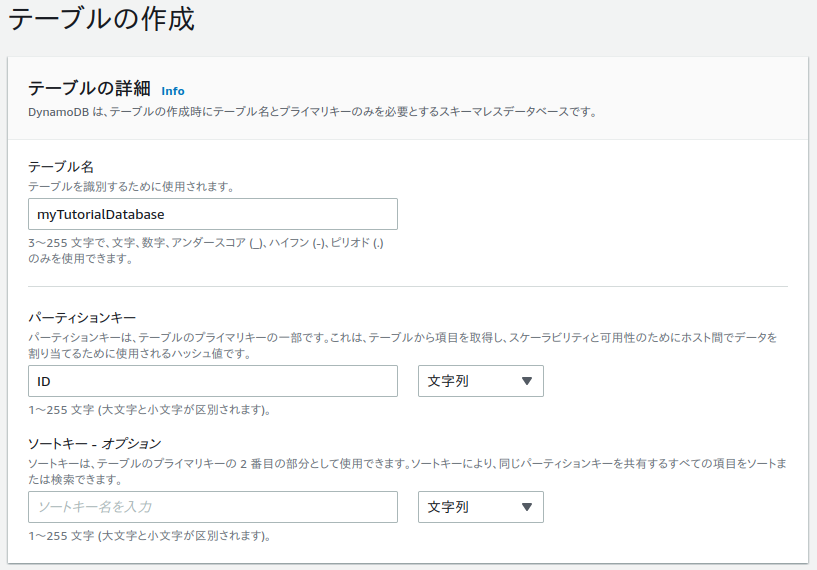 テーブルの作成
テーブルの詳細 Info
DynamoDB は、テーブルの作成時にテーブル名とプライマリキーのみを必要とするスキーマレスデータベースです。
テーブル名
テーブルを識別するために使用されます。
myTutorialDatabase
3～255 文字で、文字、数字、アンダースコア (_)、ハイフン (-)、ピリオド (.)
のみを使用できます。
パーティションキー
パーティションキーは、テーブルのプライマリキーの一部です。これは、テーブルから項目を取得し、スケーラビリティと可用性のためにホスト間でデータを
割り当てるために使用されるハッシュ値です。
ID 文字列
1～255 文字 (大文字と小文字が区別されます)。
ソートキー - オプション
ソートキーは、テーブルのプライマリキーの 2 番目の部分として使用できます。ソートキーにより、同じパーティションキーを共有するすべての項目をソートま
たは検索できます。
ソートキー名を入力 文字列
1～255 文字 (大文字と小文字が区別されます)。